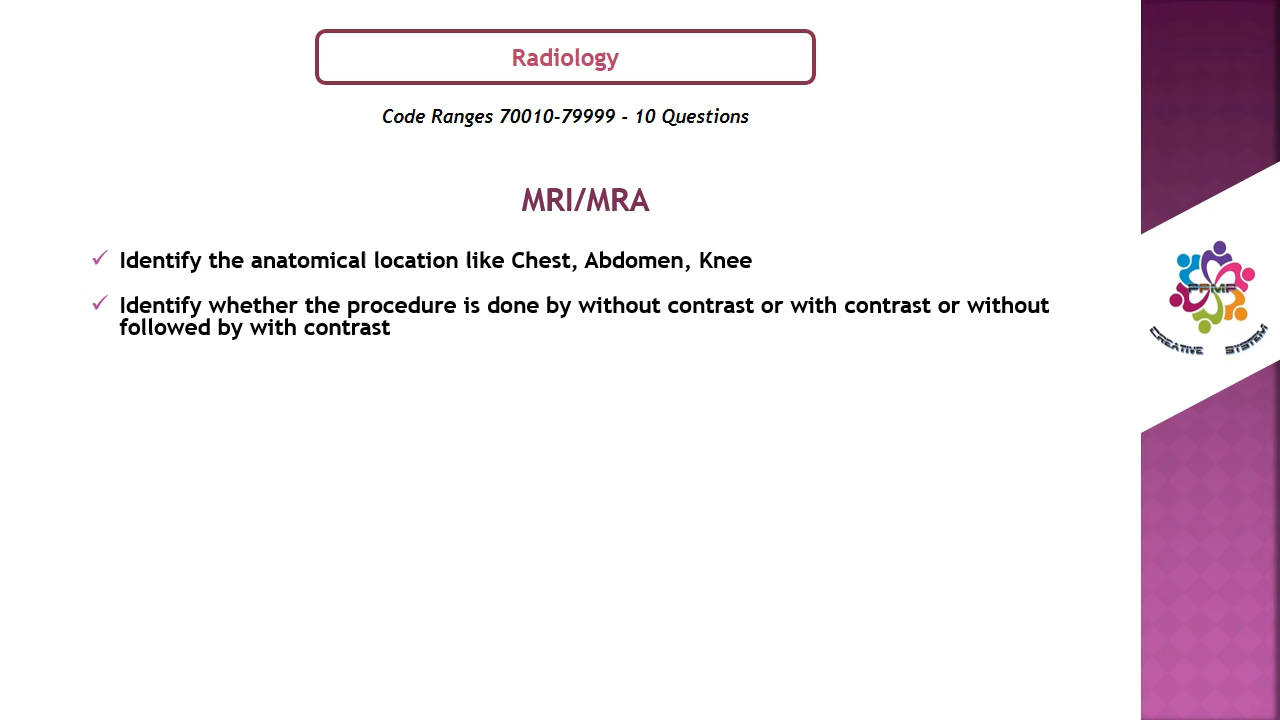 Radiology
Code Ranges 70010-79999 - 10 Questions
MRI/MRA
✓ Identify the anatomical location like Chest, Abdomen, Knee
✓ Identify whether the procedure is done by without contrast or with contrast or without
followed by with contrast
CREATIVE SYSTEM